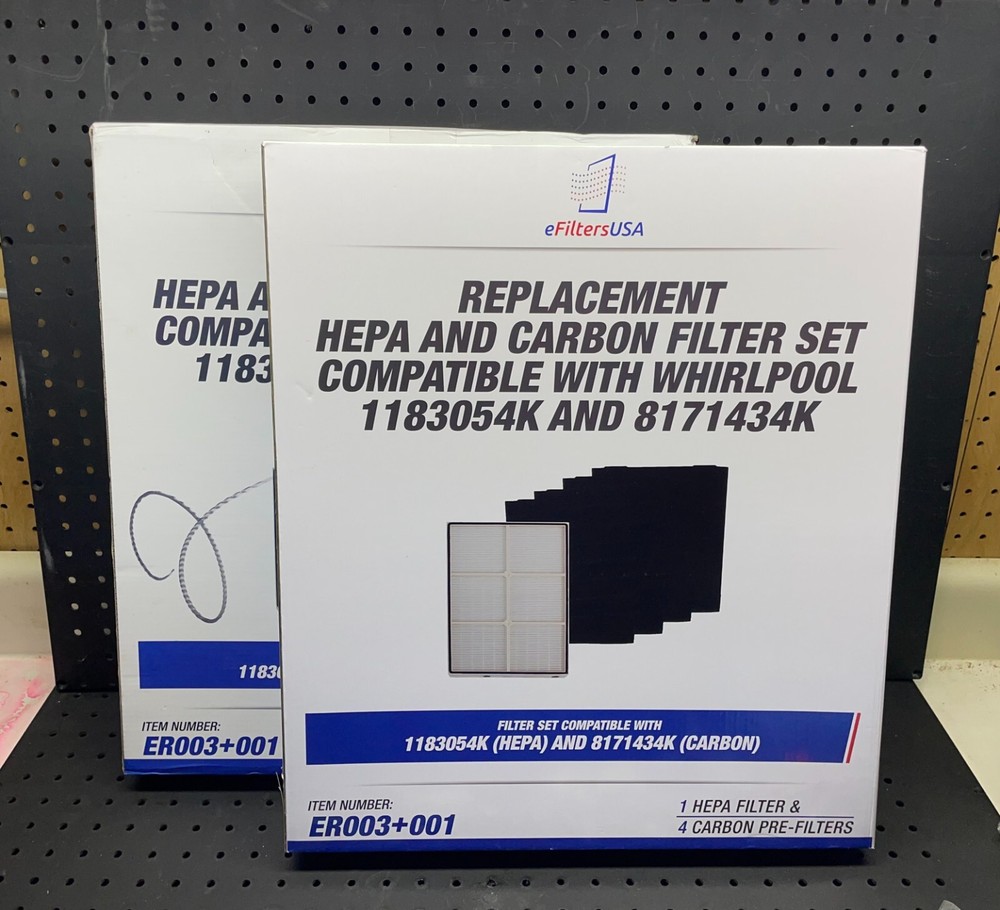 HEPA A
COMPA
1183
1183
ITEM NUMBER:
ER003+001
eFiltersUSA
REPLACEMENT
HEPA AND CARBON FILTER SET
COMPATIBLE WITH WHIRLPOOL
1183054K AND 8171434K
FILTER SET COMPATIBLE WITH
1183054K (HEPA) AND 8171434K (CARBON)
ITEM NUMBER:
ER003+001
1 HEPA FILTER &
4 CARBON PRE-FILTERS